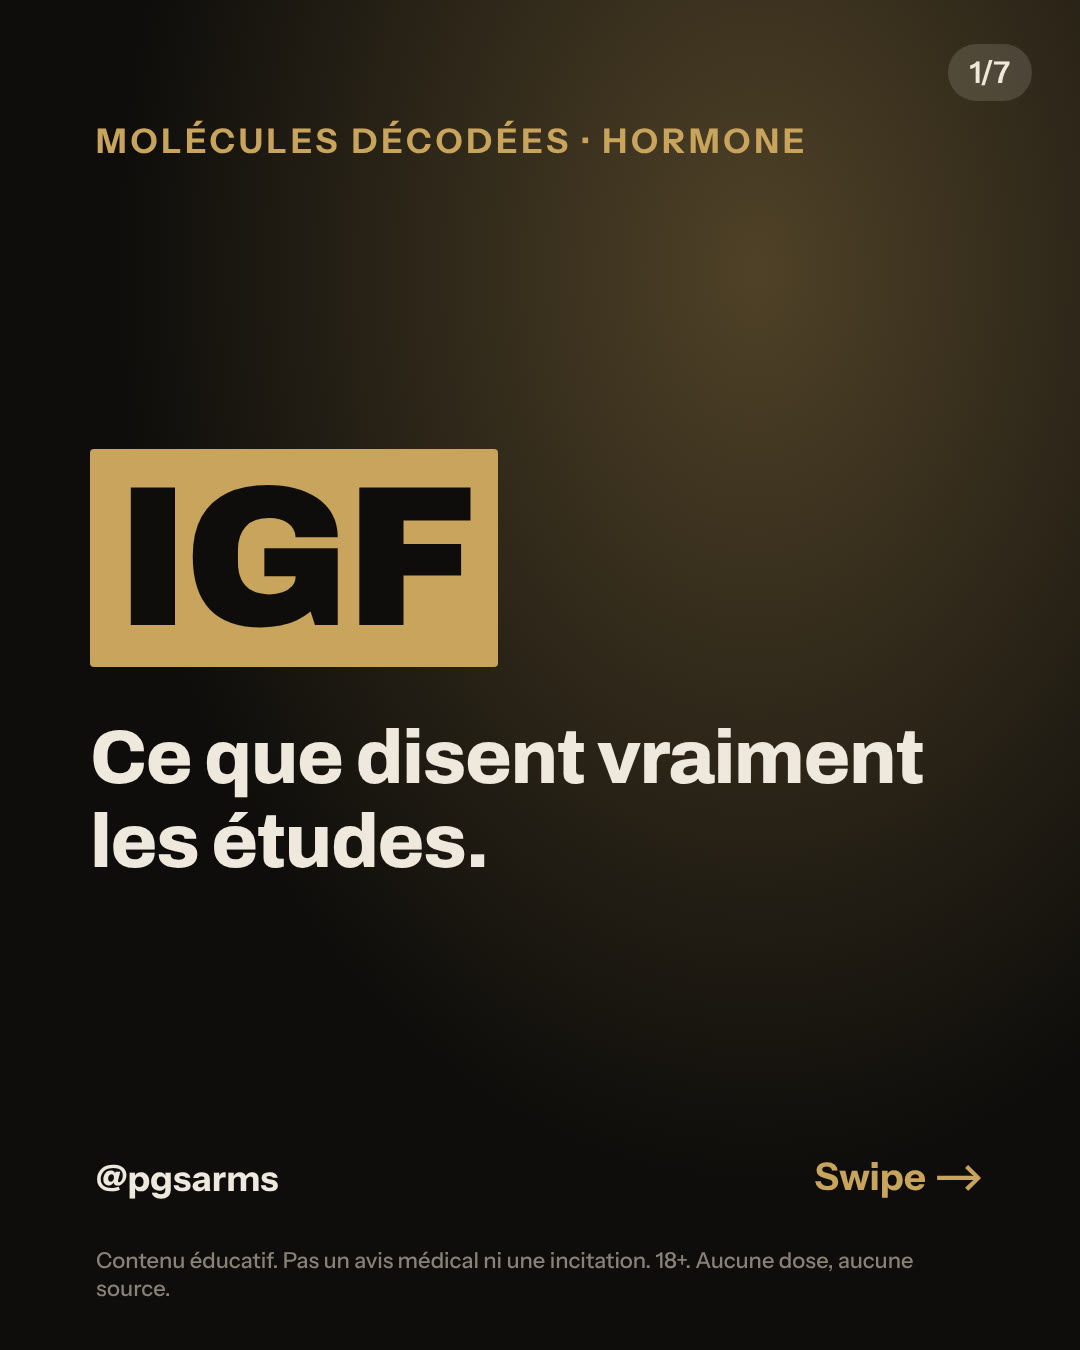 1/7
MOLÉCULES DÉCODÉES · HORMONE
IGF
Ce que disent vraiment
les études.
@pgsarms
Swipe →
Contenu éducatif. Pas un avis médical ni une incitation. 18+. Aucune dose, aucune
source.